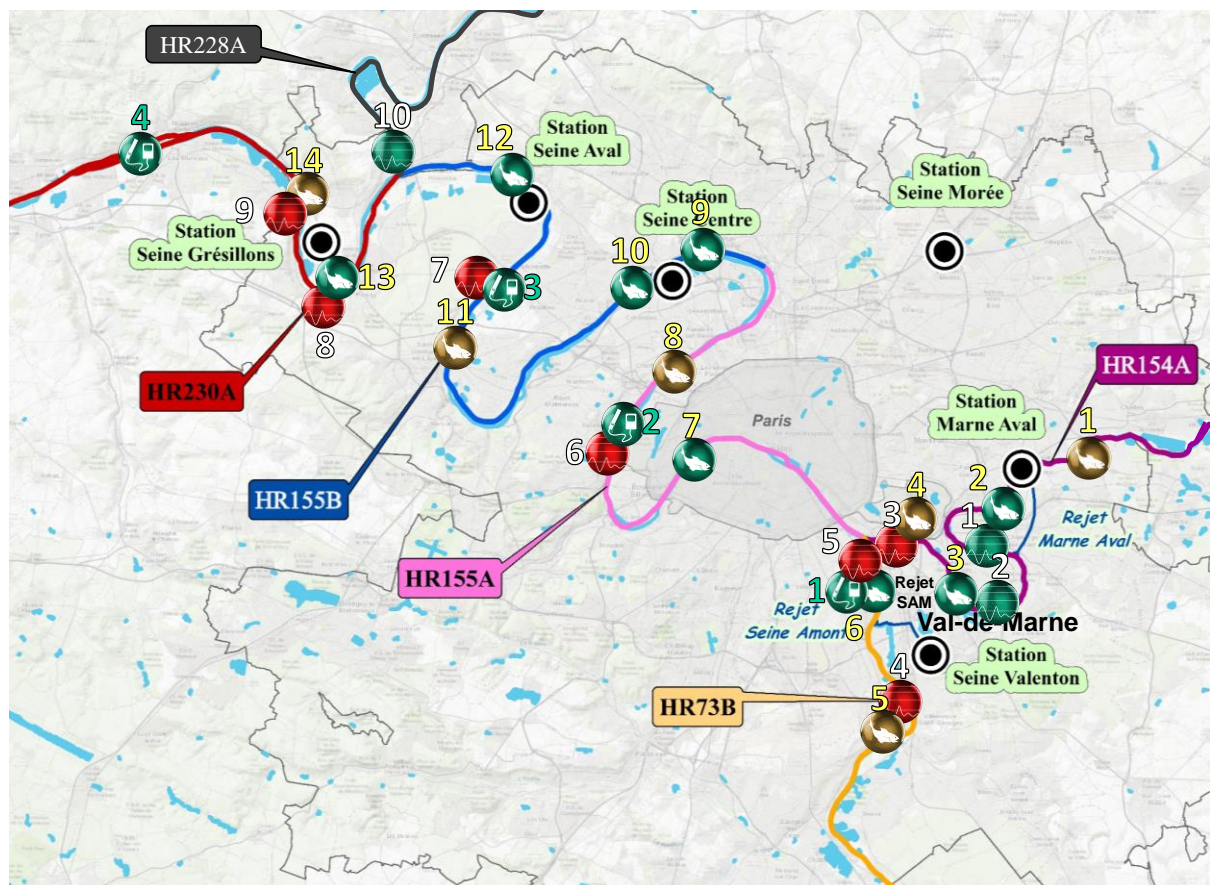 HR228A
4
10
12
Station
Seine Aval
14
Station
Seine Morée
9
Station
Seine Centre
9
Station
Seine Grésillons
10
7
3
13
11
8
8
HR154A
HR230A
Station
Marne Aval
1
Paris
2
7
6
2
4
1
HR155B
3
Rejet
Marne Aval
5
3
2
HR155A
1
Rejet
SAM
Rejet
Seine Amont
6
Val-de-Marne
4
Station
Seine Valenton
5
HR73B